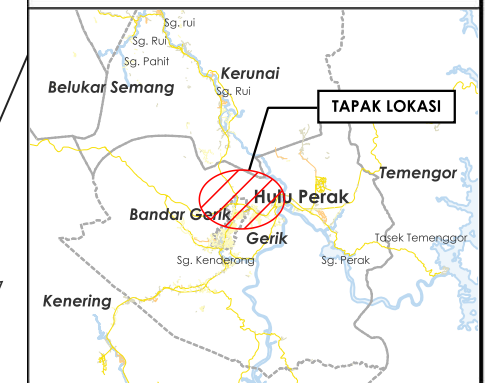 Sg. rui
Sg. Rui
Sg. Pahit
Kerunai
Belukar Semang
Sg. Rui
TAPAK LOKASI
Temengor
Hulu Perak
Bandar Gerik
Gerik
Tasek Temenggor
Sg. Kenderong
Sg. Perak
Kenering